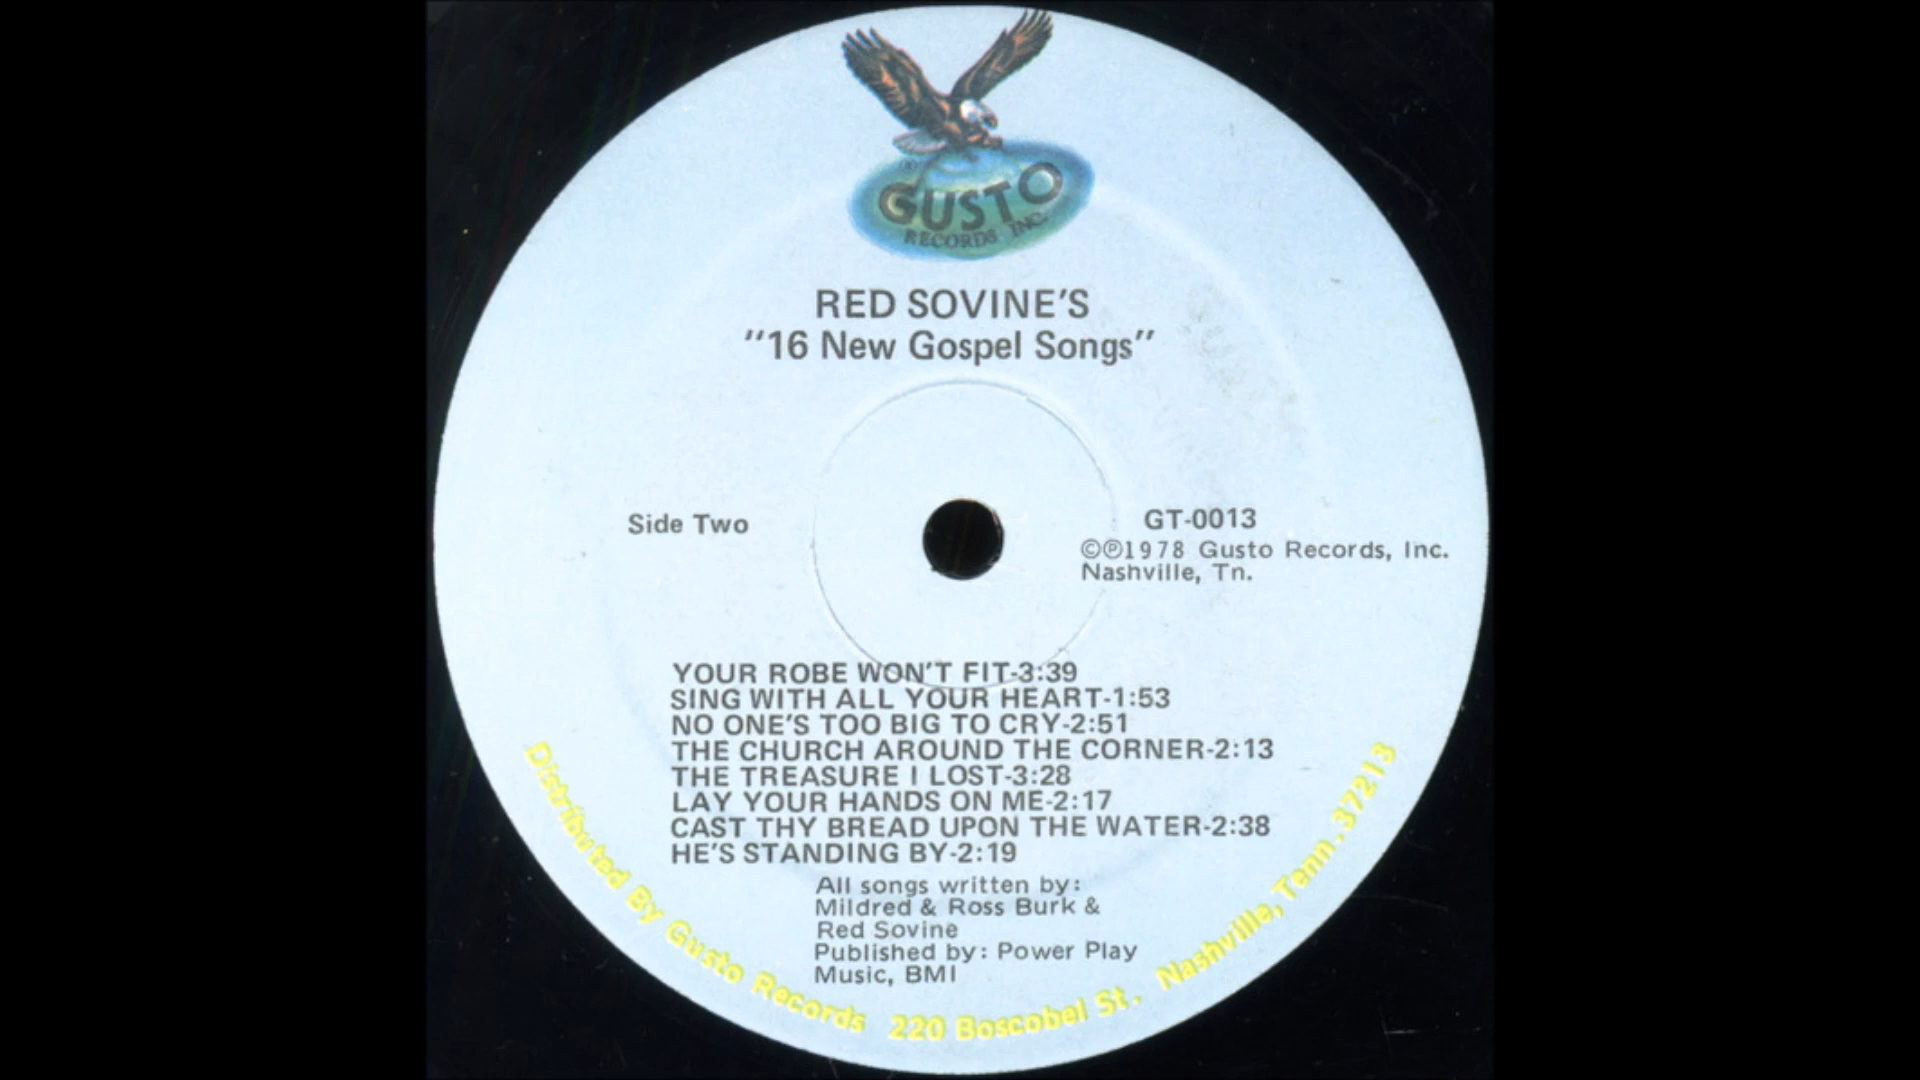 GUSTO
RECORDS INC.
RED SOVINE'S
"16 New Gospel Songs"
Side Two
GT-0013
©℗1978 Gusto Records, Inc.
Nashville, Tn.
YOUR ROBE WON'T FIT-3:39
SING WITH ALL YOUR HEART-1:53
NO ONE'S TOO BIG TO CRY-2:51
THE CHURCH AROUND THE CORNER-2:13
THE TREASURE I LOST-3:28
LAY YOUR HANDS ON ME-2:17
CAST THY BREAD UPON THE WATER-2:38
HE'S STANDING BY-2:19
All songs written by:
Mildred & Ross Burk &
Red Sovine
Published by: Power Play
Music, BMI
Distributed By Gusto Records 220 Boscobel St. Nashville, Tenn. 37213